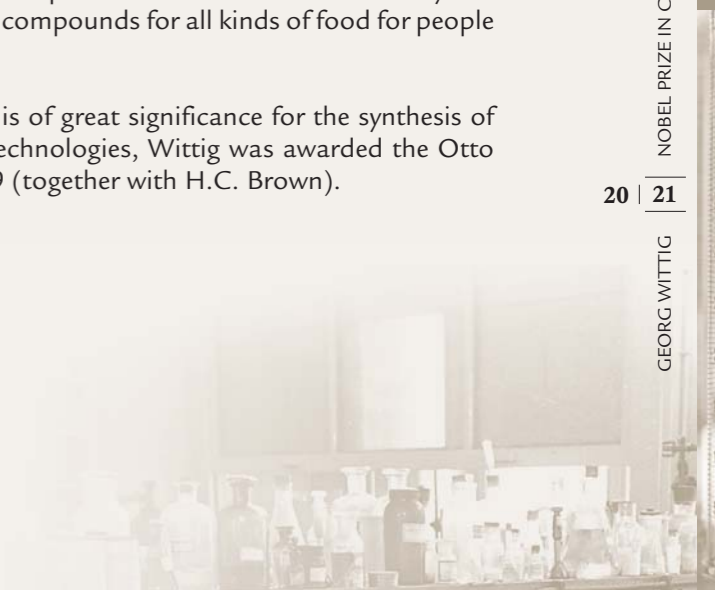 compounds for all kinds of food for people
is of great significance for the synthesis of
echnologies, Wittig was awarded the Otto
9 (together with H.C. Brown).
NOBEL PRIZE IN C
20 | 21
GEORG WITTIG